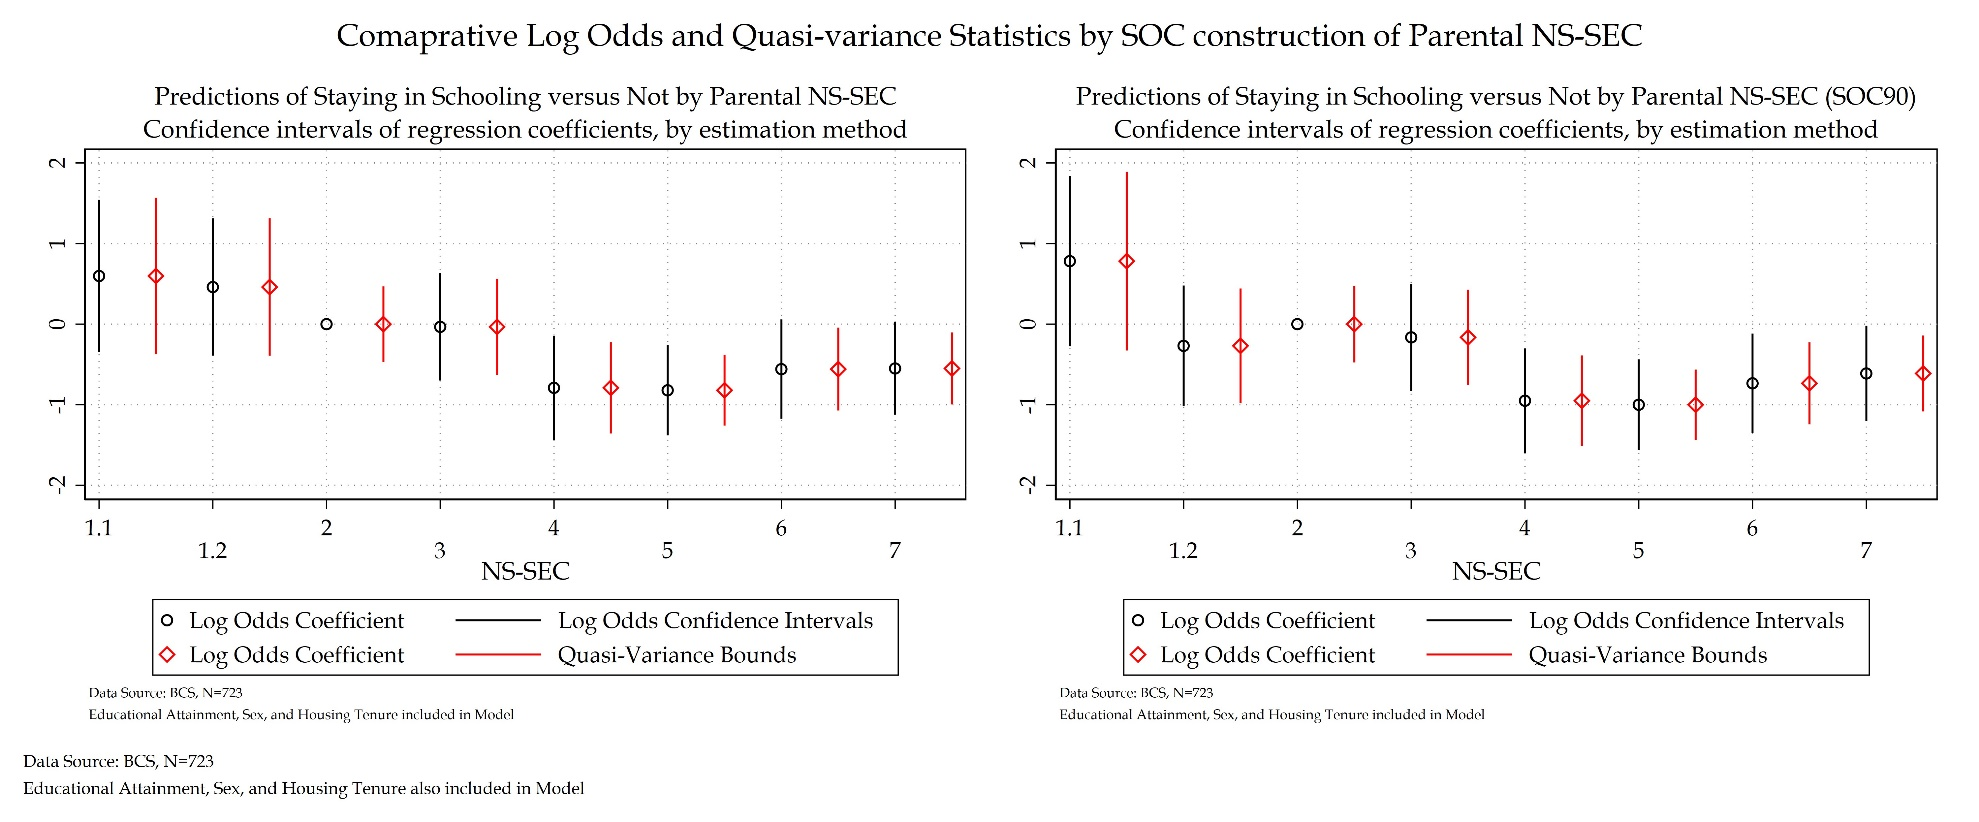 Comaprative Log Odds and Quasi-variance Statistics by SOC construction of Parental NS-SEC
Predictions of Staying in Schooling versus Not by Parental NS-SEC
Confidence intervals of regression coefficients, by estimation method
2
1
0
-1
-2
1.1
1.2
2
3
4
5
6
7
NS-SEC
Log Odds Coefficient
Log Odds Confidence Intervals
Log Odds Coefficient
Quasi-Variance Bounds
Data Source: BCS, N=723
Educational Attainment, Sex, and Housing Tenure included in Model
Predictions of Staying in Schooling versus Not by Parental NS-SEC (SOC90)
Confidence intervals of regression coefficients, by estimation method
2
1
0
-1
-2
1.1
1.2
2
3
4
5
6
7
NS-SEC
Log Odds Coefficient
Log Odds Confidence Intervals
Log Odds Coefficient
Quasi-Variance Bounds
Data Source: BCS, N=723
Educational Attainment, Sex, and Housing Tenure included in Model
Data Source: BCS, N=723
Educational Attainment, Sex, and Housing Tenure also included in Model